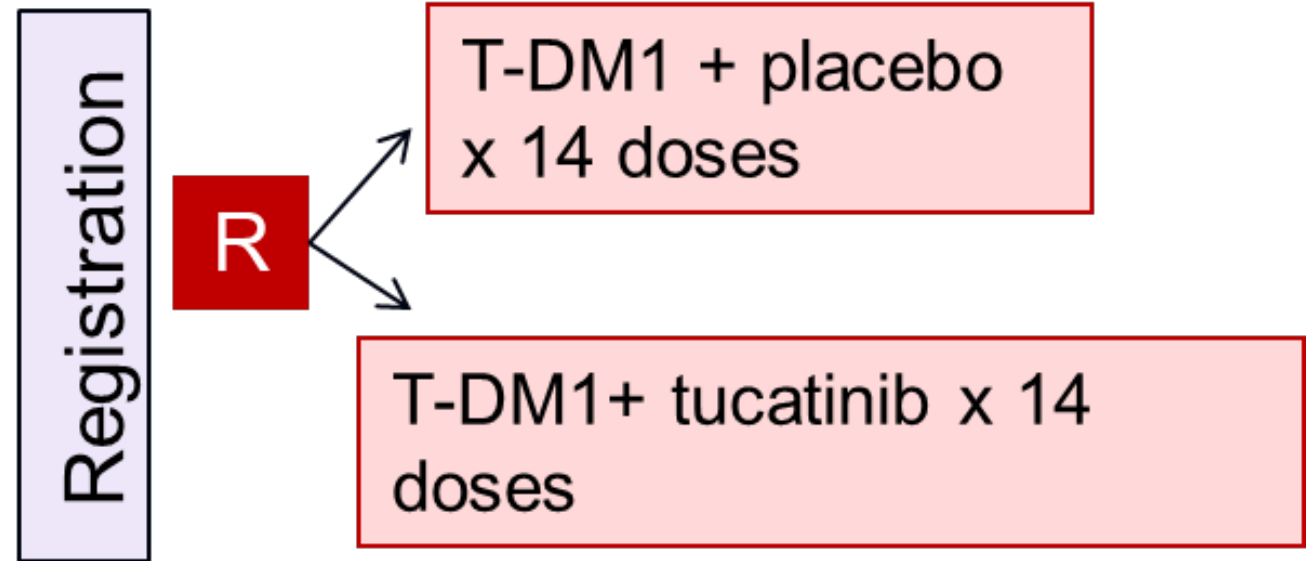 Registration
R
T-DM1 + placebo
x 14 doses
T-DM1+ tucatinib x 14
doses